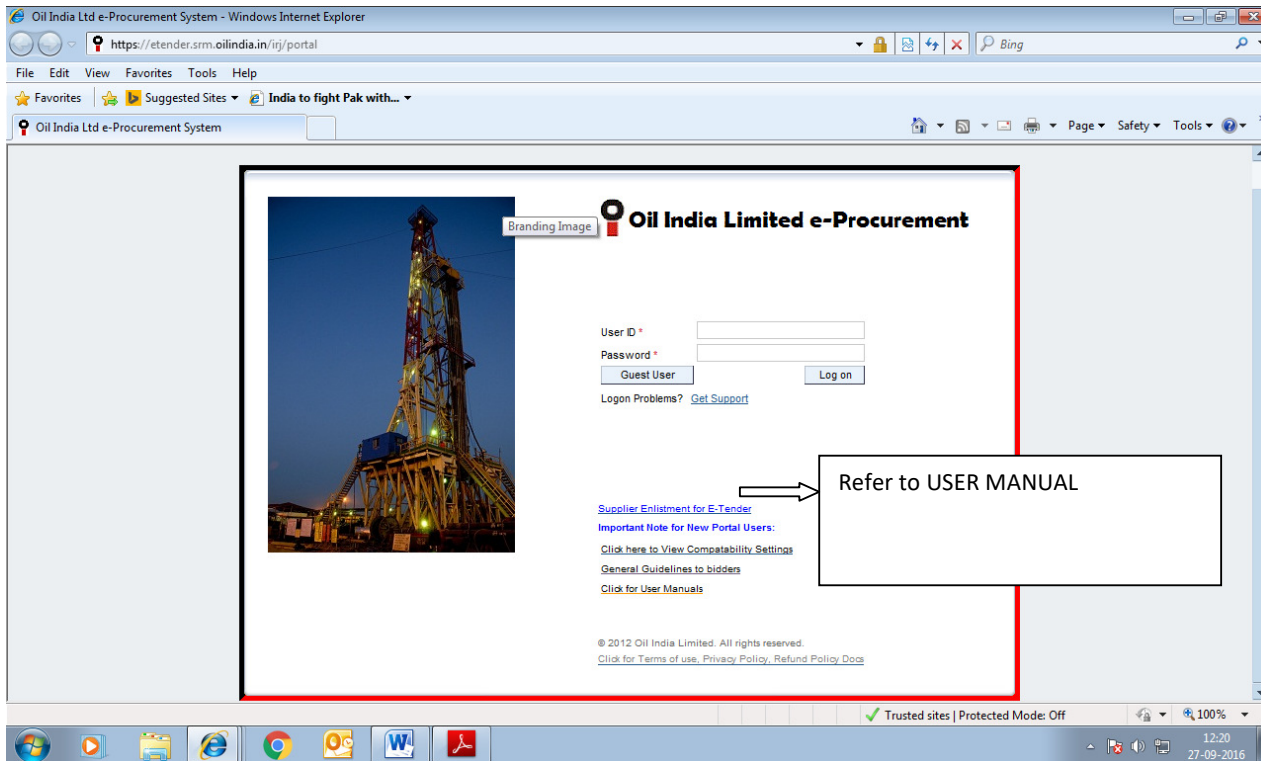 Oil India Ltd e-Procurement System - Windows Internet Explorer
https://etender.srm.oilindia.in/irj/portal
Bing
File Edit View Favorites Tools Help
Favorites Suggested Sites India to fight Pak with...
Oil India Ltd e-Procurement System
Page Safety Tools
Branding Image
Oil India Limited e-Procurement
User ID *
Password *
Guest User Log on
Logon Problems? Get Support
Refer to USER MANUAL
Supplier Enlistment for E-Tender
Important Note for New Portal Users:
Click here to View Compatability Settings
General Guidelines to bidders
Click for User Manuals
© 2012 Oil India Limited. All rights reserved.
Click for Terms of use, Privacy Policy, Refund Policy Docs
Trusted sites | Protected Mode: Off 100%
12:20
27-09-2016